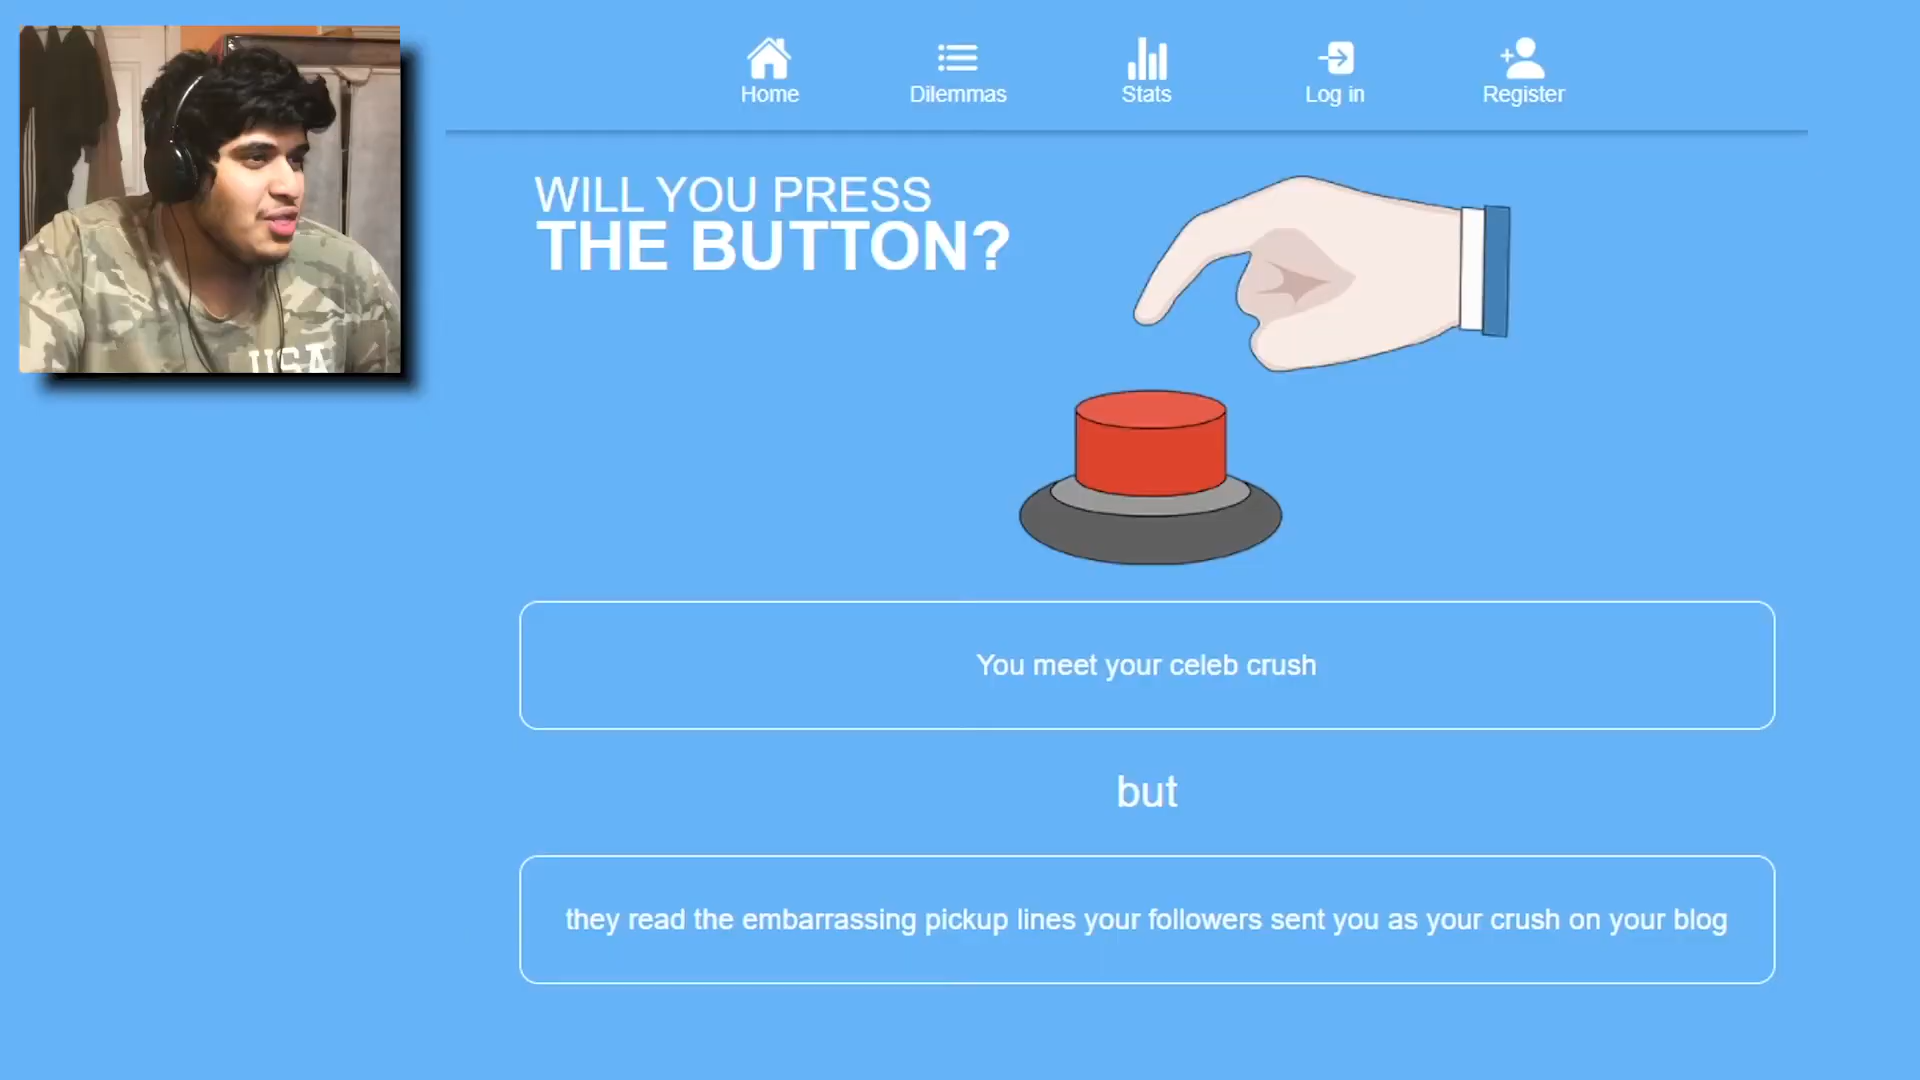 Home
Dilemmas
Stats
Log in
Register
WILL YOU PRESS
THE BUTTON?
USA
You meet your celeb crush
but
they read the embarrassing pickup lines your followers sent you as your crush on your blog